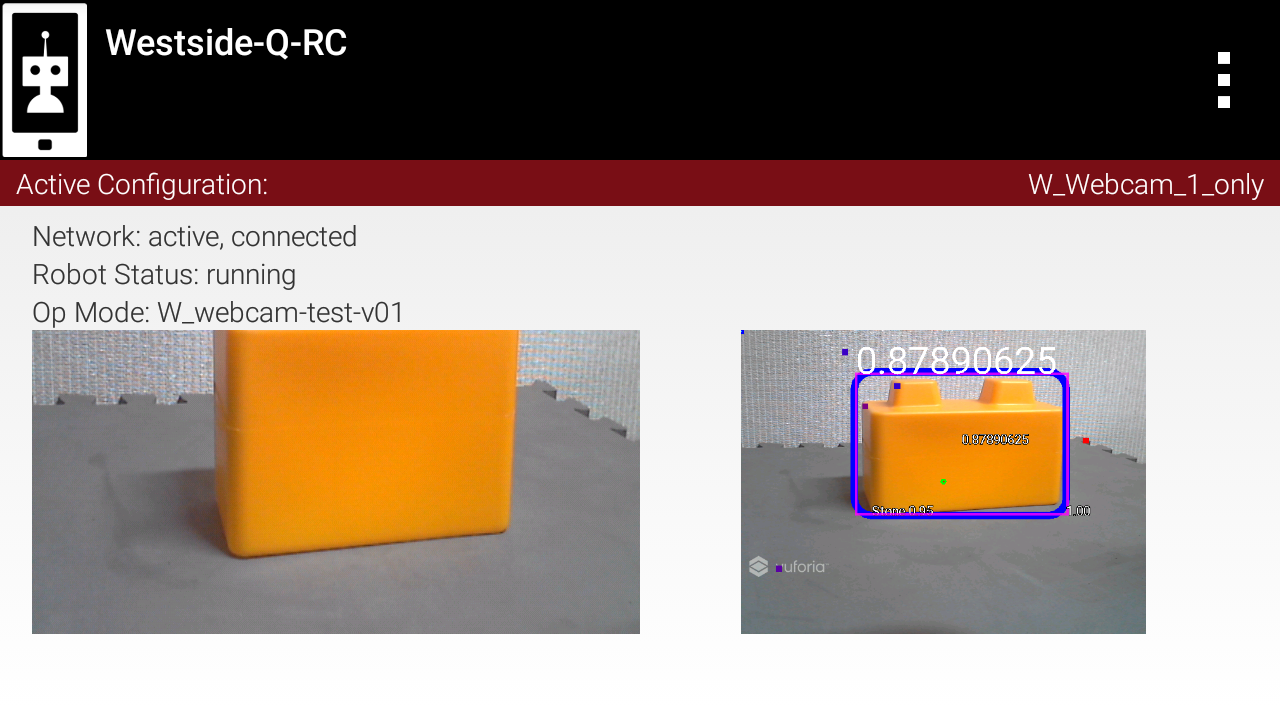 Westside-Q-RC
Active Configuration:
W_Webcam_1_only
Network: active, connected
Robot Status: running
Op Mode: W_webcam-test-v01
0.87890625
0.87890625
Stone 0.95
1.00
vuforia